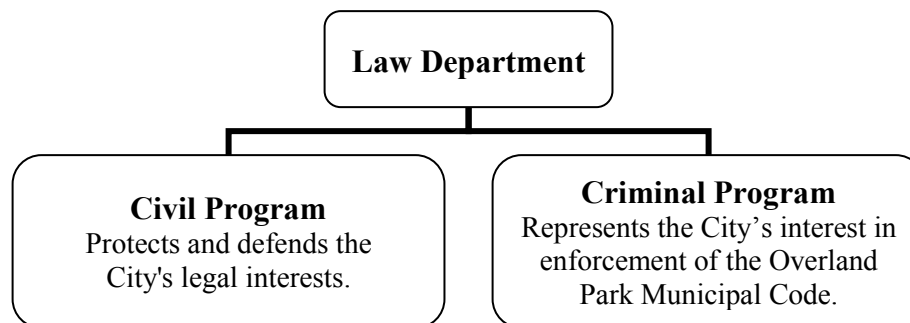 Law Department
Civil Program
Protects and defends the
City's legal interests.
Criminal Program
Represents the City’s interest in
enforcement of the Overland
Park Municipal Code.